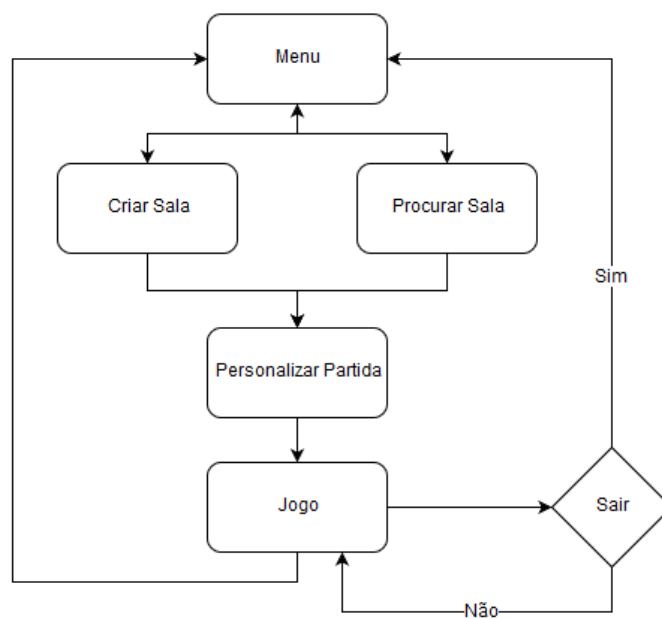 Menu
Criar Sala
Procurar Sala
Sim
Personalizar Partida
Jogo
Sair
Não